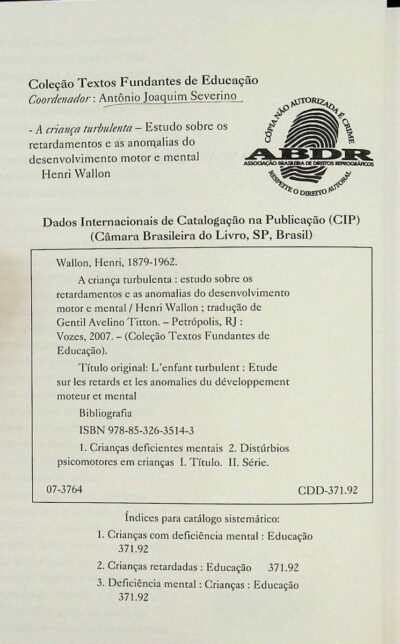 Coleção Textos Fundantes de Educação
Coordenador : Antônio Joaquim Severino
- A criança turbulenta – Estudo sobre os
retardamentos e as anomalias do
desenvolvimento motor e mental
Henri Wallon
CÓPIA NÃO AUTORIZADA É CRIME
ABDR
ASSOCIAÇÃO BRASILEIRA DE DIREITOS REPROGRÁFICOS
RESPEITE O DIREITO AUTORAL
Dados Internacionais de Catalogação na Publicação (CIP)
(Câmara Brasileira do Livro, SP, Brasil)
Wallon, Henri, 1879-1962.
A criança turbulenta : estudo sobre os
retardamentos e as anomalias do desenvolvimento
motor e mental / Henri Wallon ; tradução de
Gentil Avelino Titton. – Petrópolis, RJ :
Vozes, 2007. – (Coleção Textos Fundantes de
Educação).
Título original: L'enfant turbulent : Etude
sur les retards et les anomalies du développement
moteur et mental
Bibliografia
ISBN 978-85-326-3514-3
1. Crianças deficientes mentais 2. Distúrbios
psicomotores em crianças I. Título. II. Série.
07-3764 CDD-371.92
Índices para catálogo sistemático:
1. Crianças com deficiência mental : Educação
371.92
2. Crianças retardadas : Educação 371.92
3. Deficiência mental : Crianças : Educação
371.92